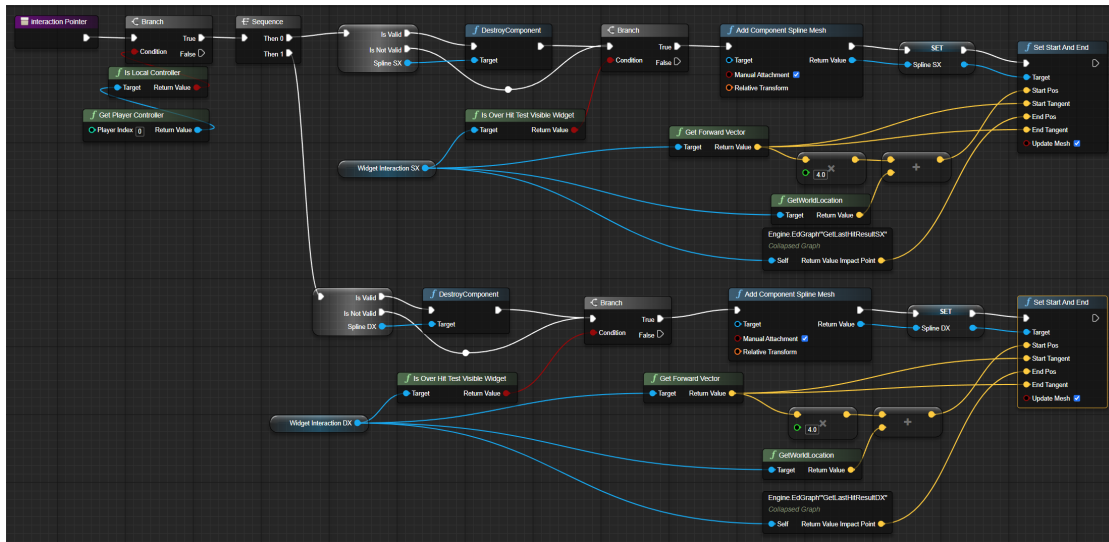 Interaction Pointer
Branch
Condition
True
False
Sequence
Then 0
Then 1
f Is Local Controller
Target
Return Value
f Get Player Controller
Player Index 0
Return Value
Is Valid
Is Not Valid
Spline SX
f DestroyComponent
Target
Branch
True
Condition
False
f Is Over Hit Test Visible Widget
Target
Return Value
Widget Interaction SX
f Add Component Spline Mesh
Target
Return Value
Manual Attachment
Relative Transform
SET
Spline SX
f Set Start And End
Target
Start Pos
Start Tangent
End Pos
End Tangent
Update Mesh
f Get Forward Vector
Target
Return Value
4.0
×
+
f GetWorldLocation
Target
Return Value
Engine.EdGraph'"GetLastHitResultSX"'
Collapsed Graph
Self
Return Value Impact Point
Is Valid
Is Not Valid
Spline DX
f DestroyComponent
Target
Branch
True
Condition
False
f Is Over Hit Test Visible Widget
Target
Return Value
Widget Interaction DX
f Add Component Spline Mesh
Target
Return Value
Manual Attachment
Relative Transform
SET
Spline DX
f Set Start And End
Target
Start Pos
Start Tangent
End Pos
End Tangent
Update Mesh
f Get Forward Vector
Target
Return Value
4.0
×
+
f GetWorldLocation
Target
Return Value
Engine.EdGraph'"GetLastHitResultDX"'
Collapsed Graph
Self
Return Value Impact Point